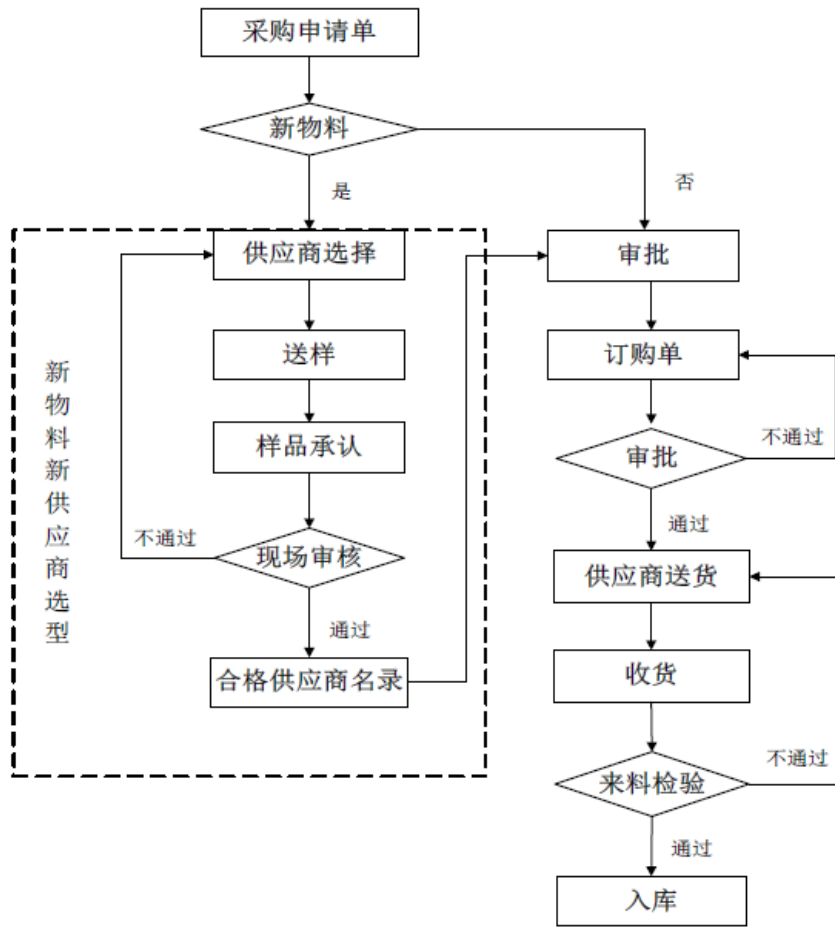 采购申请单
新物料
是
否
供应商选择
审批
送样
订购单
新物料新供应商选型
样品承认
审批
不通过
不通过
现场审核
通过
供应商送货
通过
合格供应商名录
收货
来料检验
不通过
通过
入库